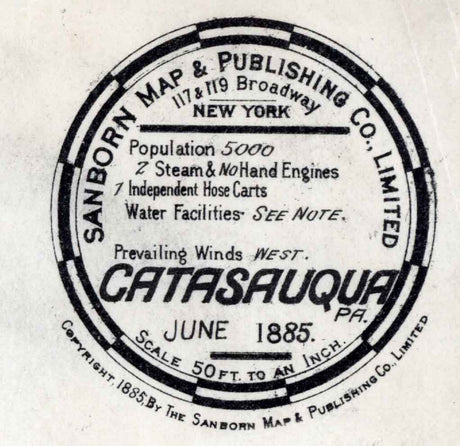 SANBORN MAP & PUBLISHING CO., LIMITED
117 & 119 Broadway
NEW YORK
Population 5000
2 Steam & No Hand Engines
1 Independent Hose Carts
Water Facilities - SEE NOTE.
Prevailing Winds WEST.
CATASAUQUA
PA.
JUNE 1885.
SCALE 50 FT. TO AN INCH.
COPYRIGHT, 1885, BY THE SANBORN MAP & PUBLISHING CO., LIMITED